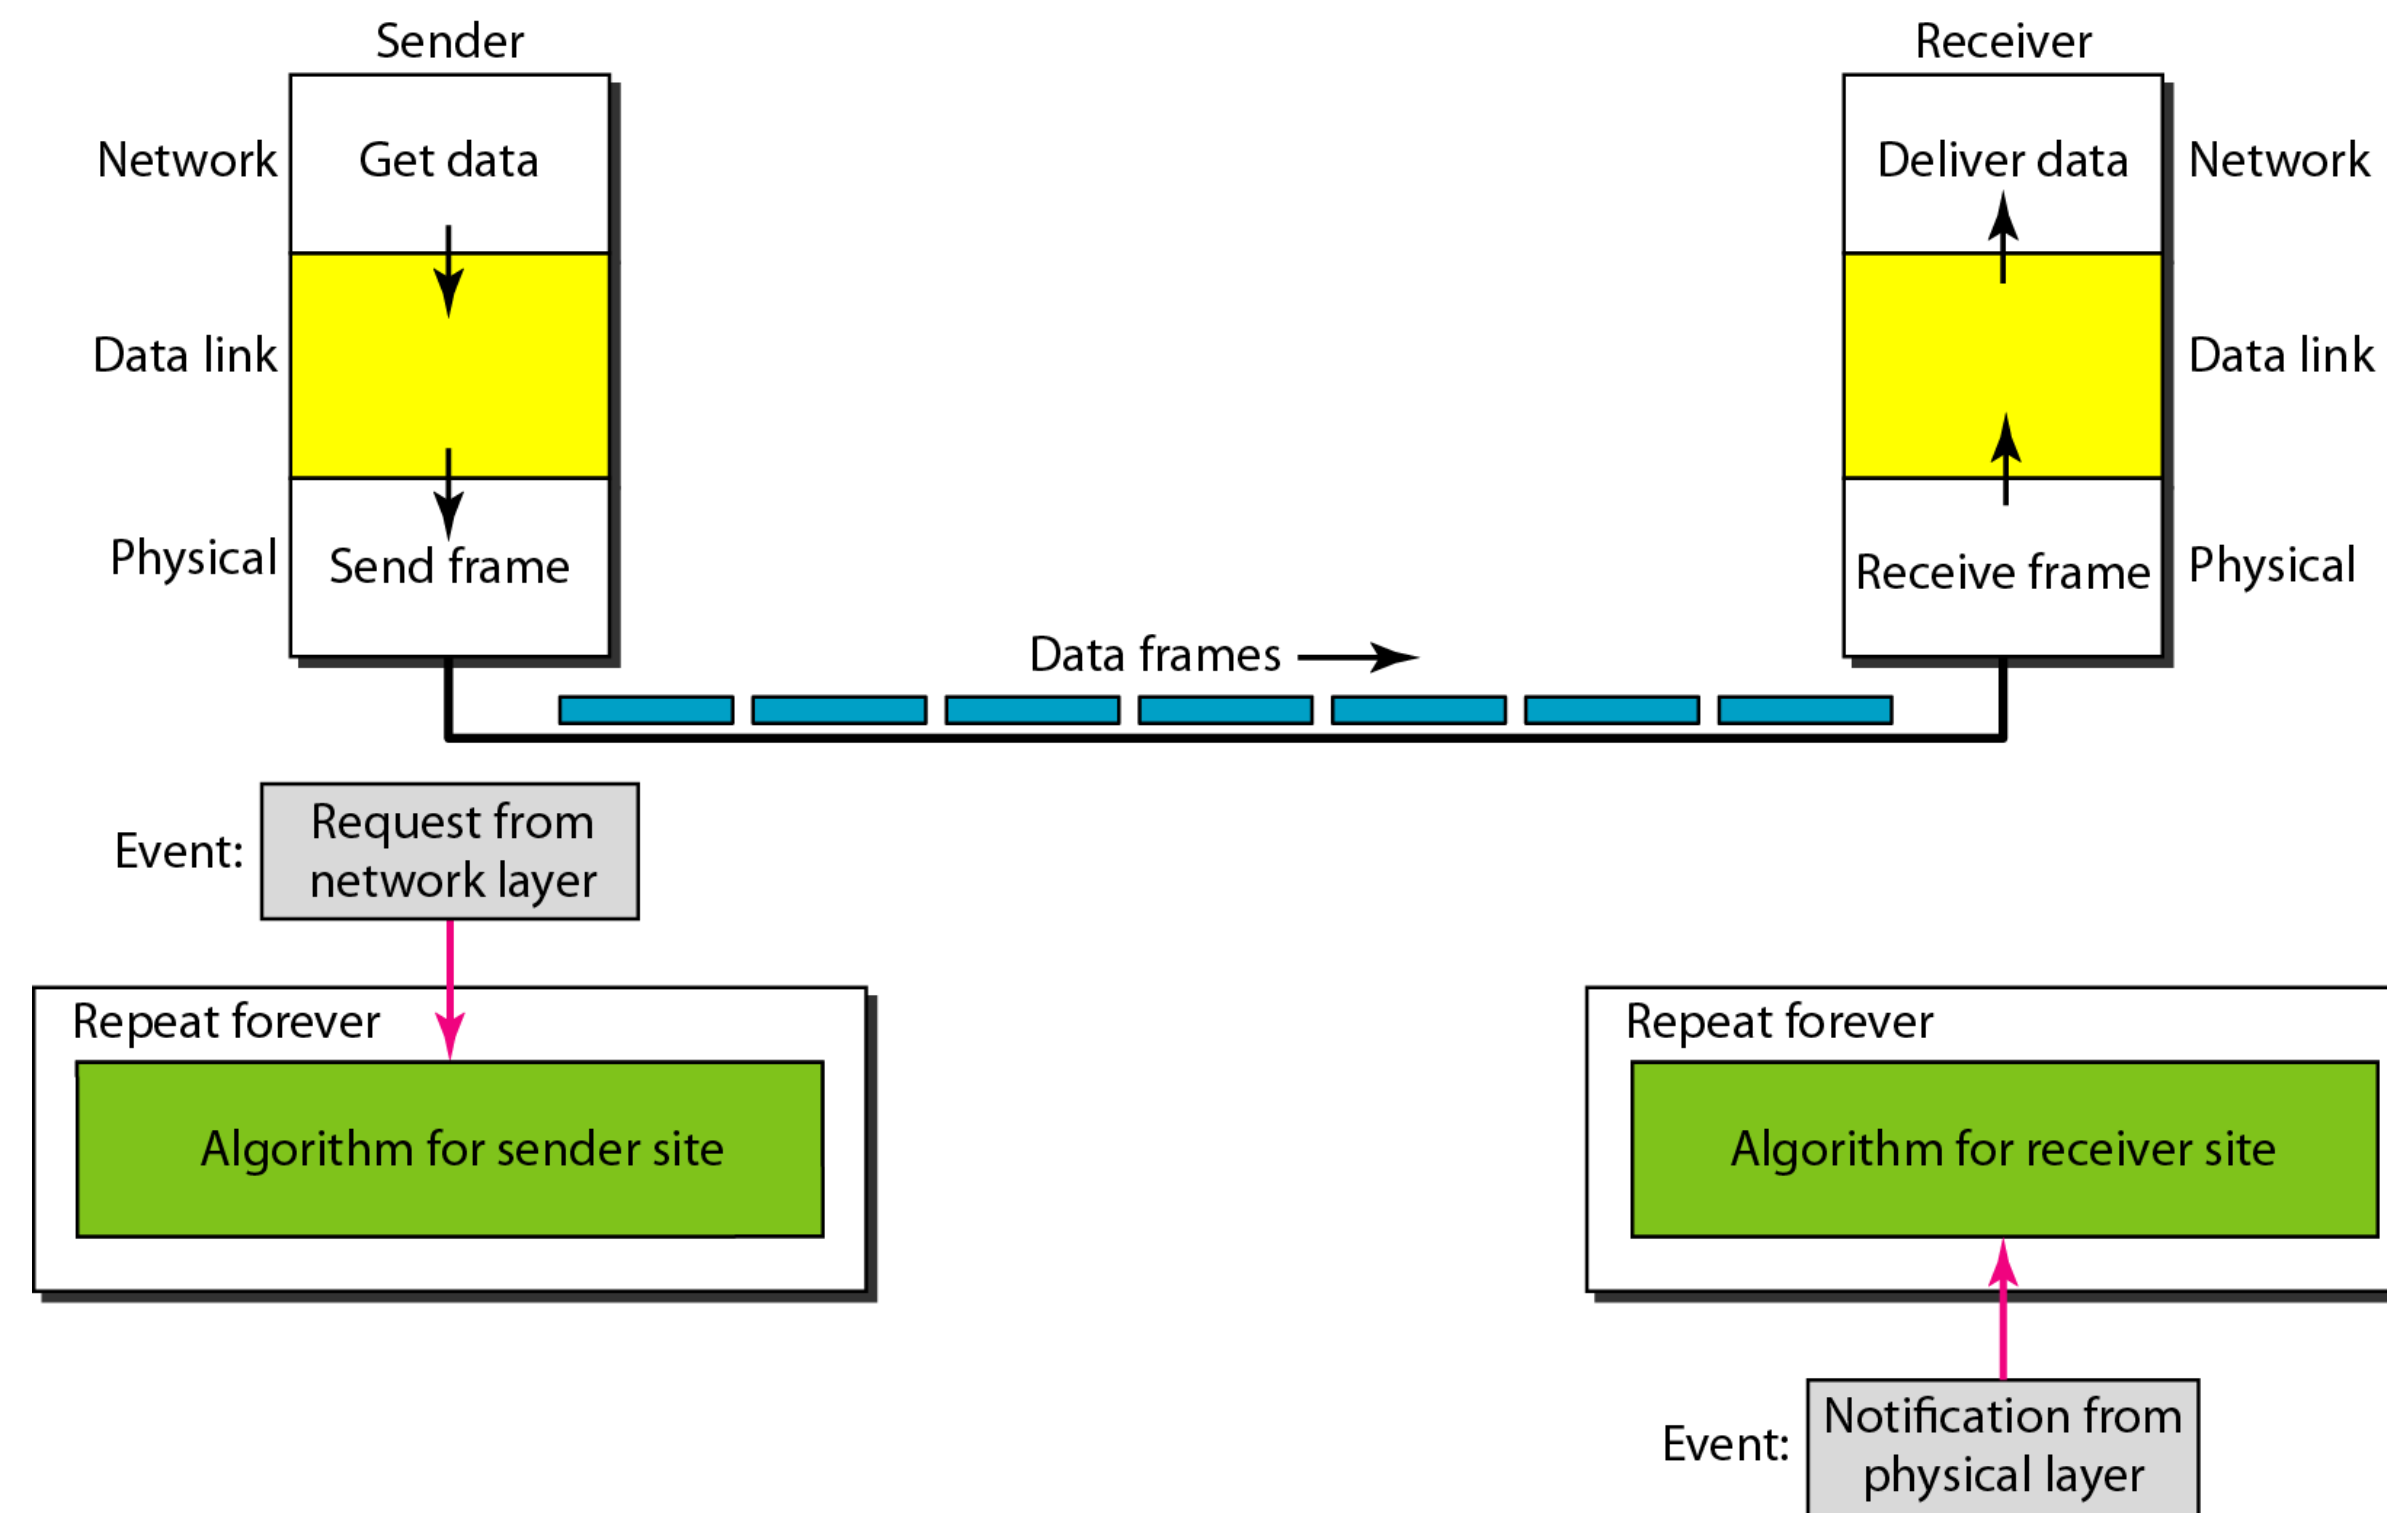 Sender
Receiver
Network
Get data
Deliver data
Network
Data link
Data link
Physical
Send frame
Receive frame
Physical
Data frames
Event:
Request from
network layer
Repeat forever
Algorithm for sender site
Repeat forever
Algorithm for receiver site
Event:
Notification from
physical layer